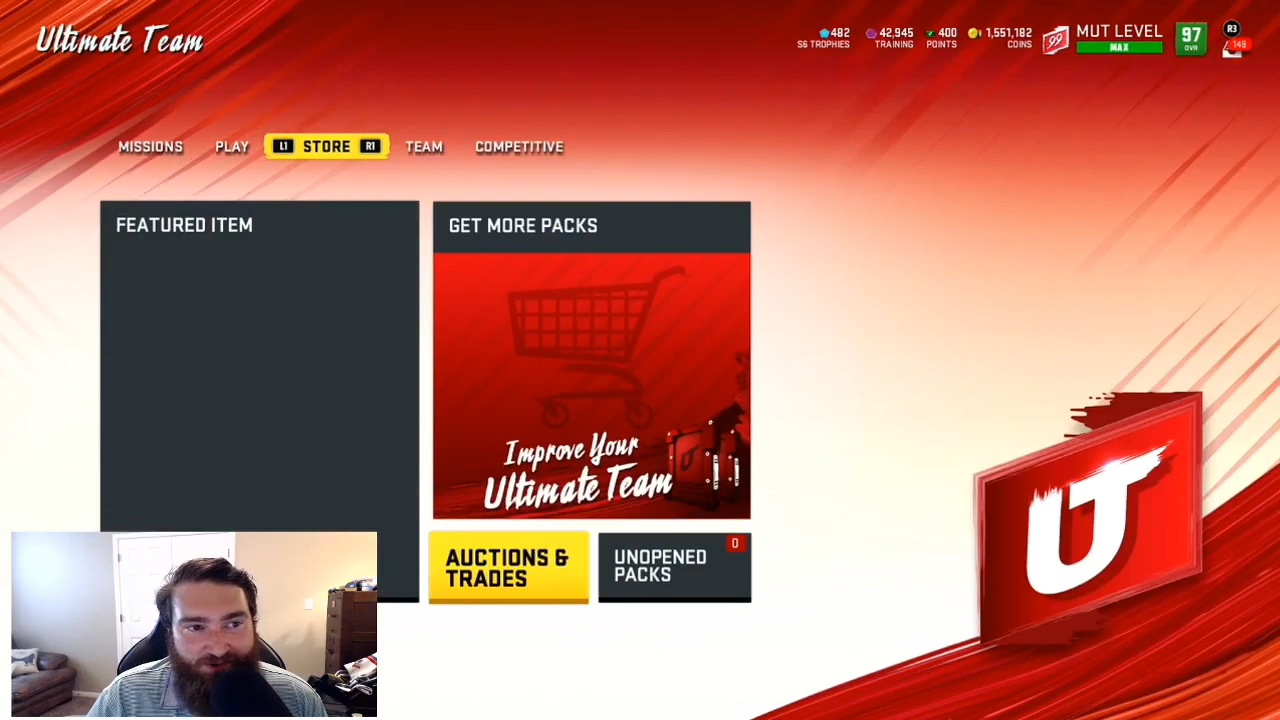 Ultimate Team
482
S6 TROPHIES
42,945
TRAINING
400
POINTS
1,551,182
COINS
99
MUT LEVEL
MAX
97
OVR
R3
149
MISSIONS
PLAY
L1 STORE R1
TEAM
COMPETITIVE
FEATURED ITEM
GET MORE PACKS
Improve Your
Ultimate Team
AUCTIONS &
TRADES
UNOPENED
PACKS
0
UT